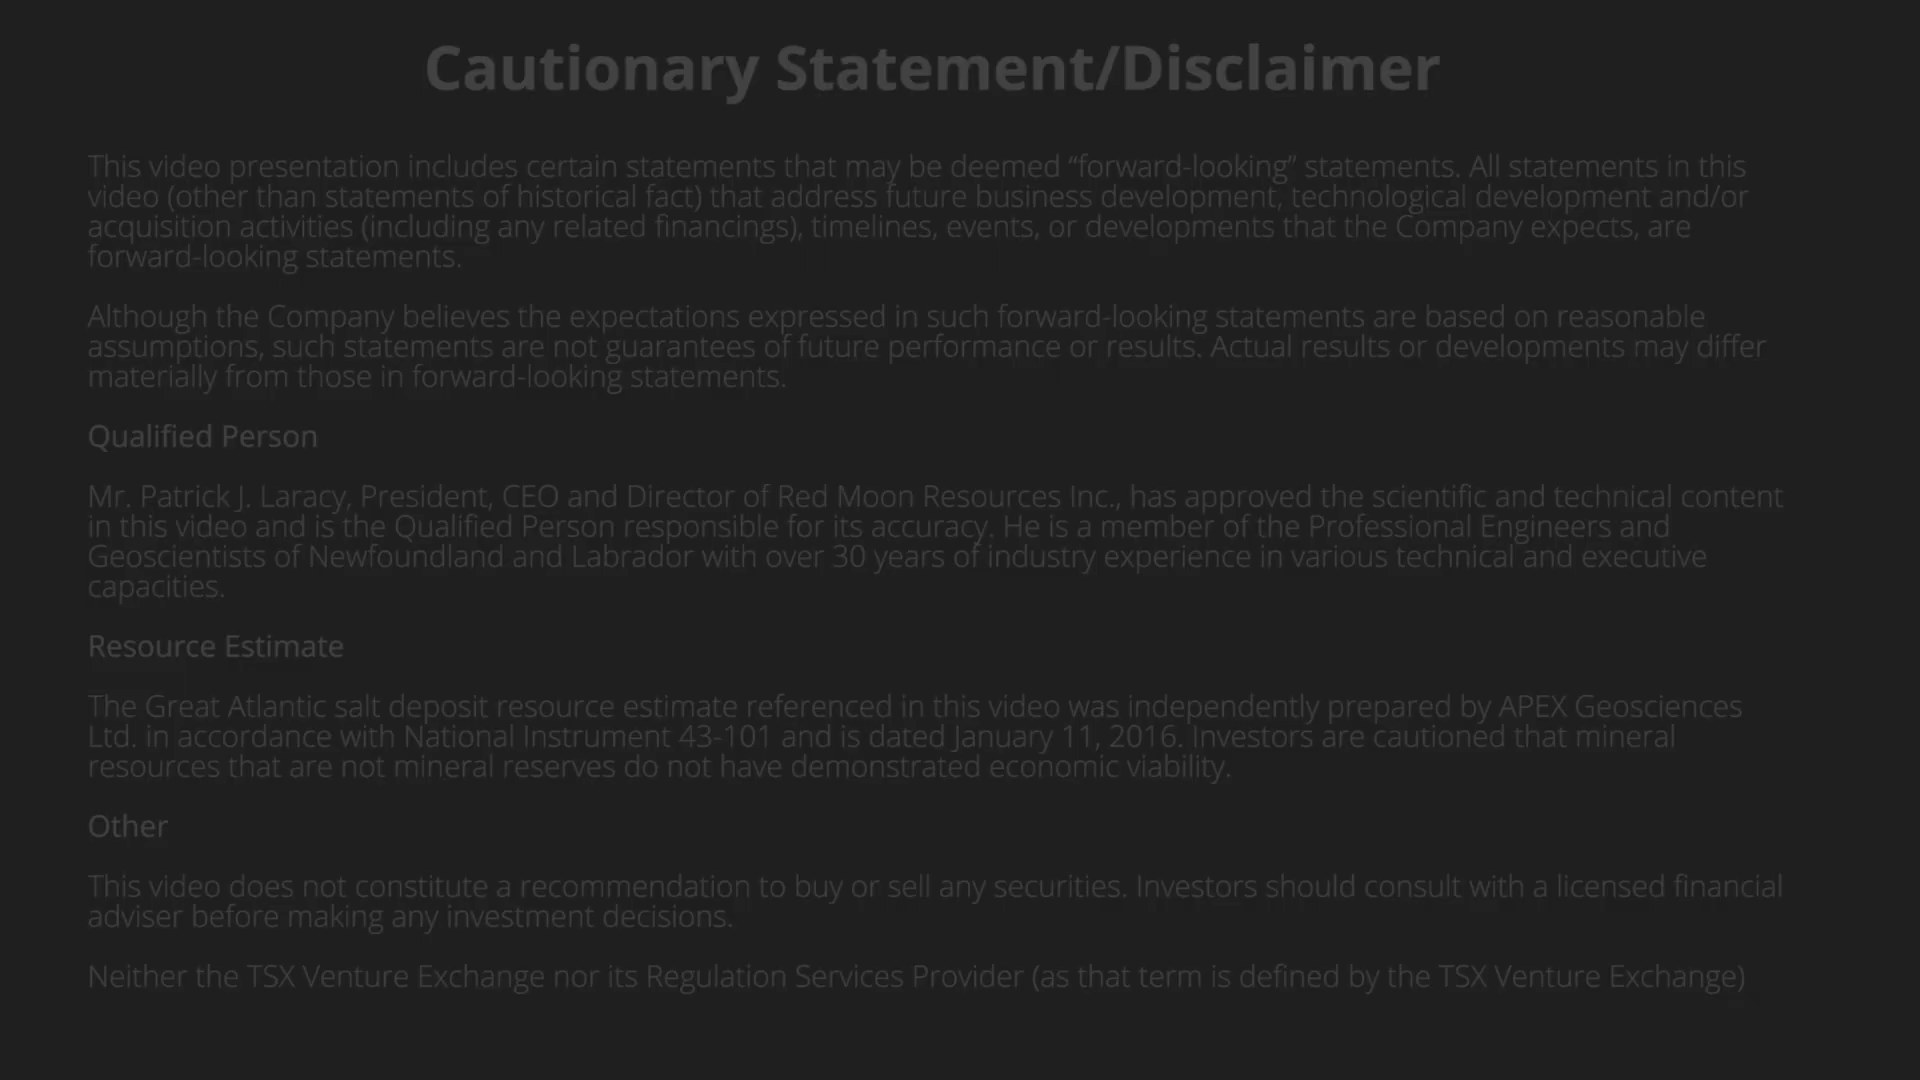 Cautionary Statement/Disclaimer
This video presentation includes certain statements that may be deemed “forward-looking” statements. All statements in this
video (other than statements of historical fact) that address future business development, technological development and/or
acquisition activities (including any related financings), timelines, events, or developments that the Company expects, are
forward-looking statements.
Although the Company believes the expectations expressed in such forward-looking statements are based on reasonable
assumptions, such statements are not guarantees of future performance or results. Actual results or developments may differ
materially from those in forward-looking statements.
Qualified Person
Mr. Patrick J. Laracy, President, CEO and Director of Red Moon Resources Inc., has approved the scientific and technical content
in this video and is the Qualified Person responsible for its accuracy. He is a member of the Professional Engineers and
Geoscientists of Newfoundland and Labrador with over 30 years of industry experience in various technical and executive
capacities.
Resource Estimate
The Great Atlantic salt deposit resource estimate referenced in this video was independently prepared by APEX Geosciences
Ltd. in accordance with National Instrument 43-101 and is dated January 11, 2016. Investors are cautioned that mineral
resources that are not mineral reserves do not have demonstrated economic viability.
Other
This video does not constitute a recommendation to buy or sell any securities. Investors should consult with a licensed financial
adviser before making any investment decisions.
Neither the TSX Venture Exchange nor its Regulation Services Provider (as that term is defined by the TSX Venture Exchange)